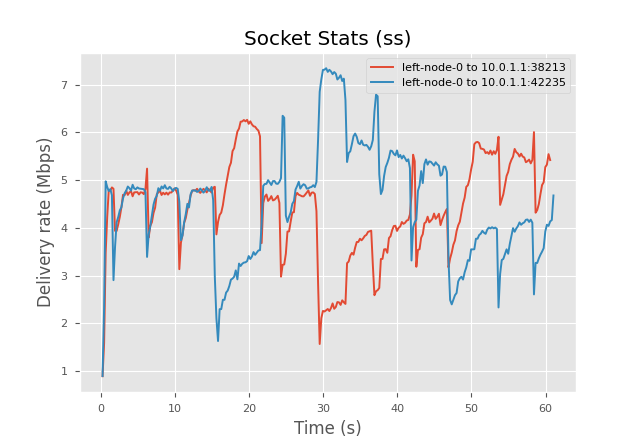 Socket Stats (ss)
left-node-0 to 10.0.1.1:38213
left-node-0 to 10.0.1.1:42235
Delivery rate (Mbps)
7
6
5
4
3
2
1
0
10
20
30
40
50
60
Time (s)